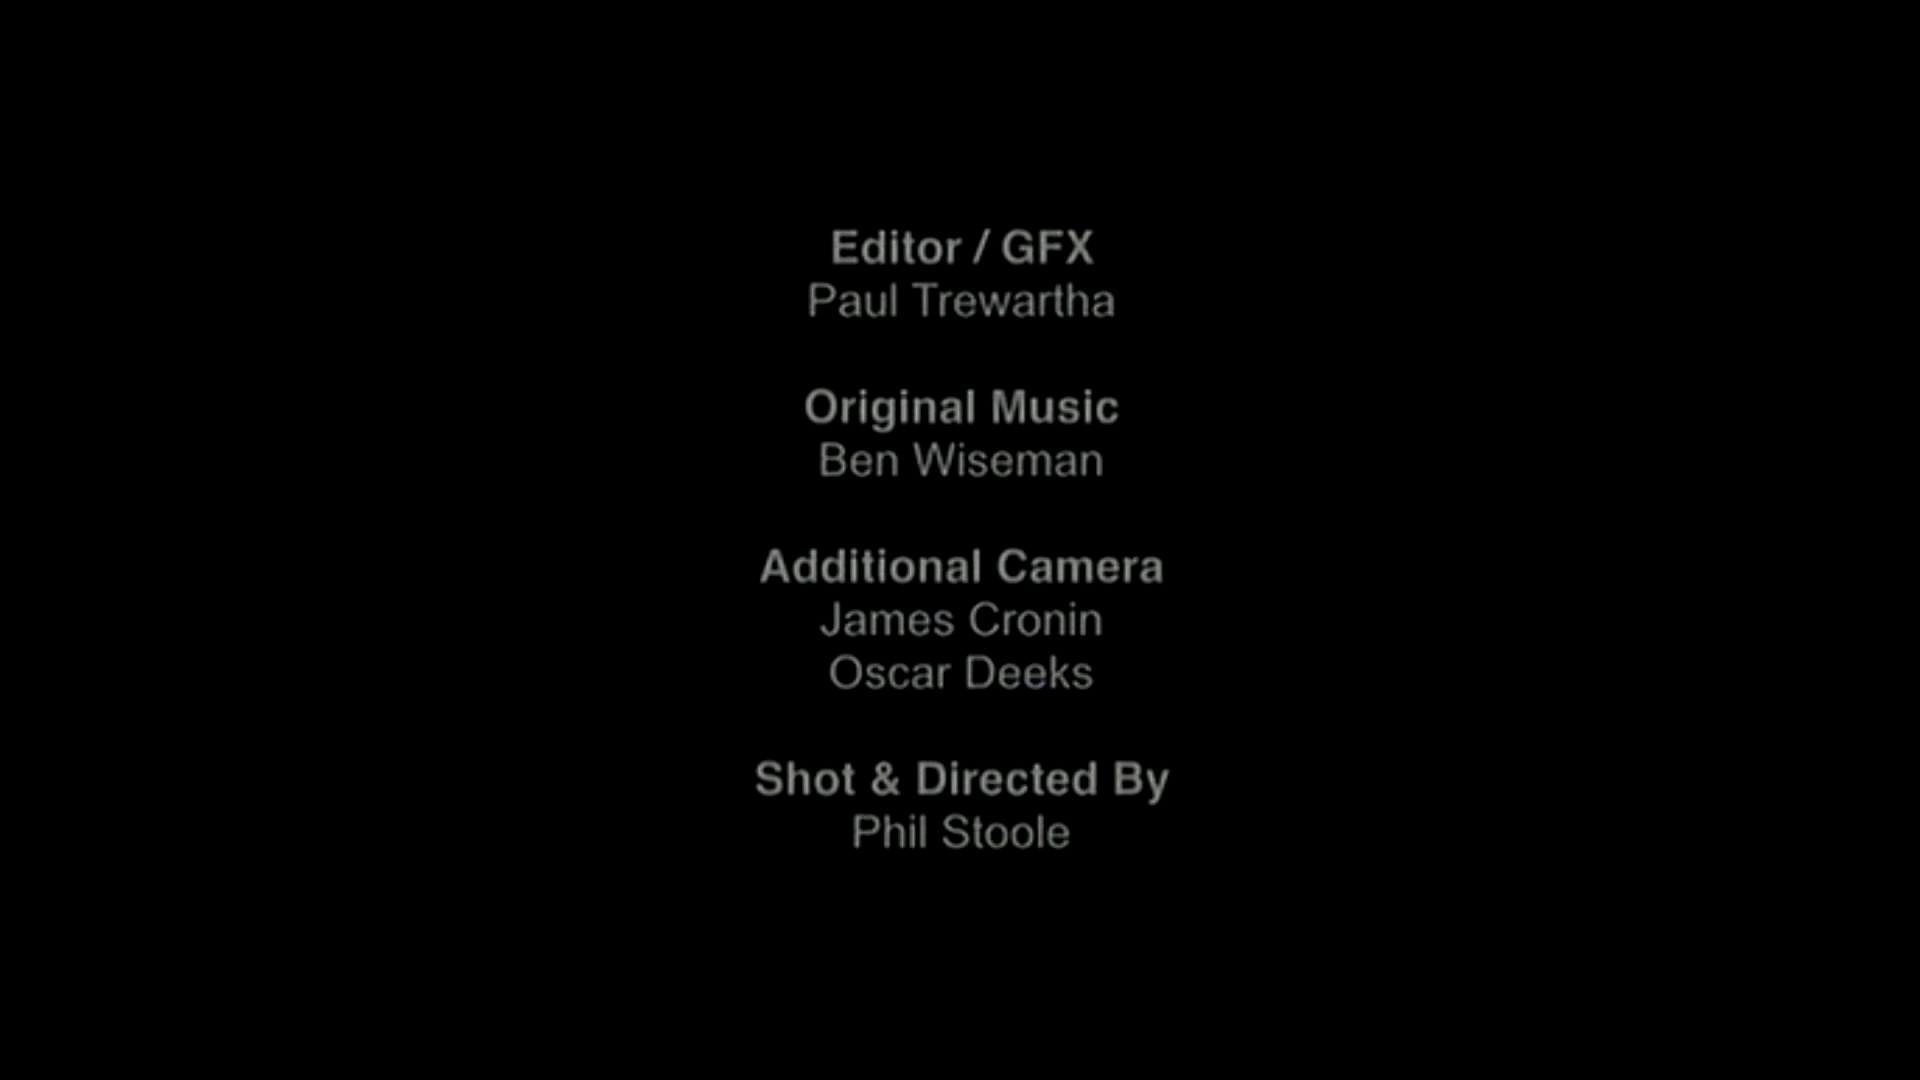 Editor / GFX
Paul Trewartha
Original Music
Ben Wiseman
Additional Camera
James Cronin
Oscar Deeks
Shot & Directed By
Phil Stoole